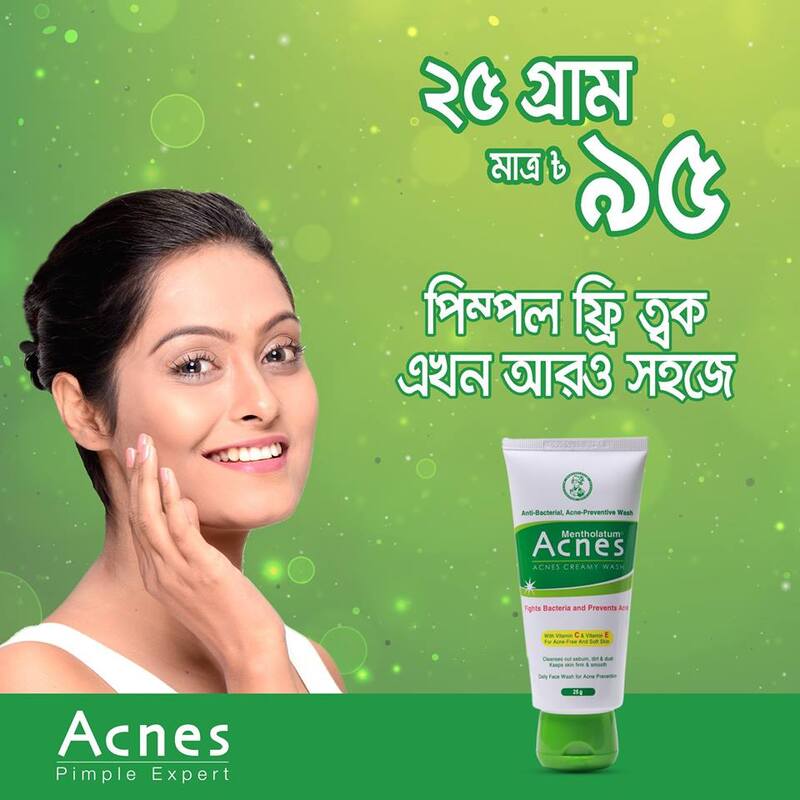 ২৫ গ্রাম
মাত্র ৳ ৯৫
পিম্পল ফ্রি ত্বক
এখন আরও সহজে
Anti-Bacterial, Acne-Preventive Wash
Mentholatum
Acnes
ACNES CREAMY WASH
Fights Bacteria and Prevents Acne
With Vitamin C & Vitamin E
For Acne-Free And Soft Skin
Cleanses out sebum, dirt & dust
Keeps skin firm & smooth
Daily Face Wash for Acne Prevention
25 g
Acnes
Pimple Expert